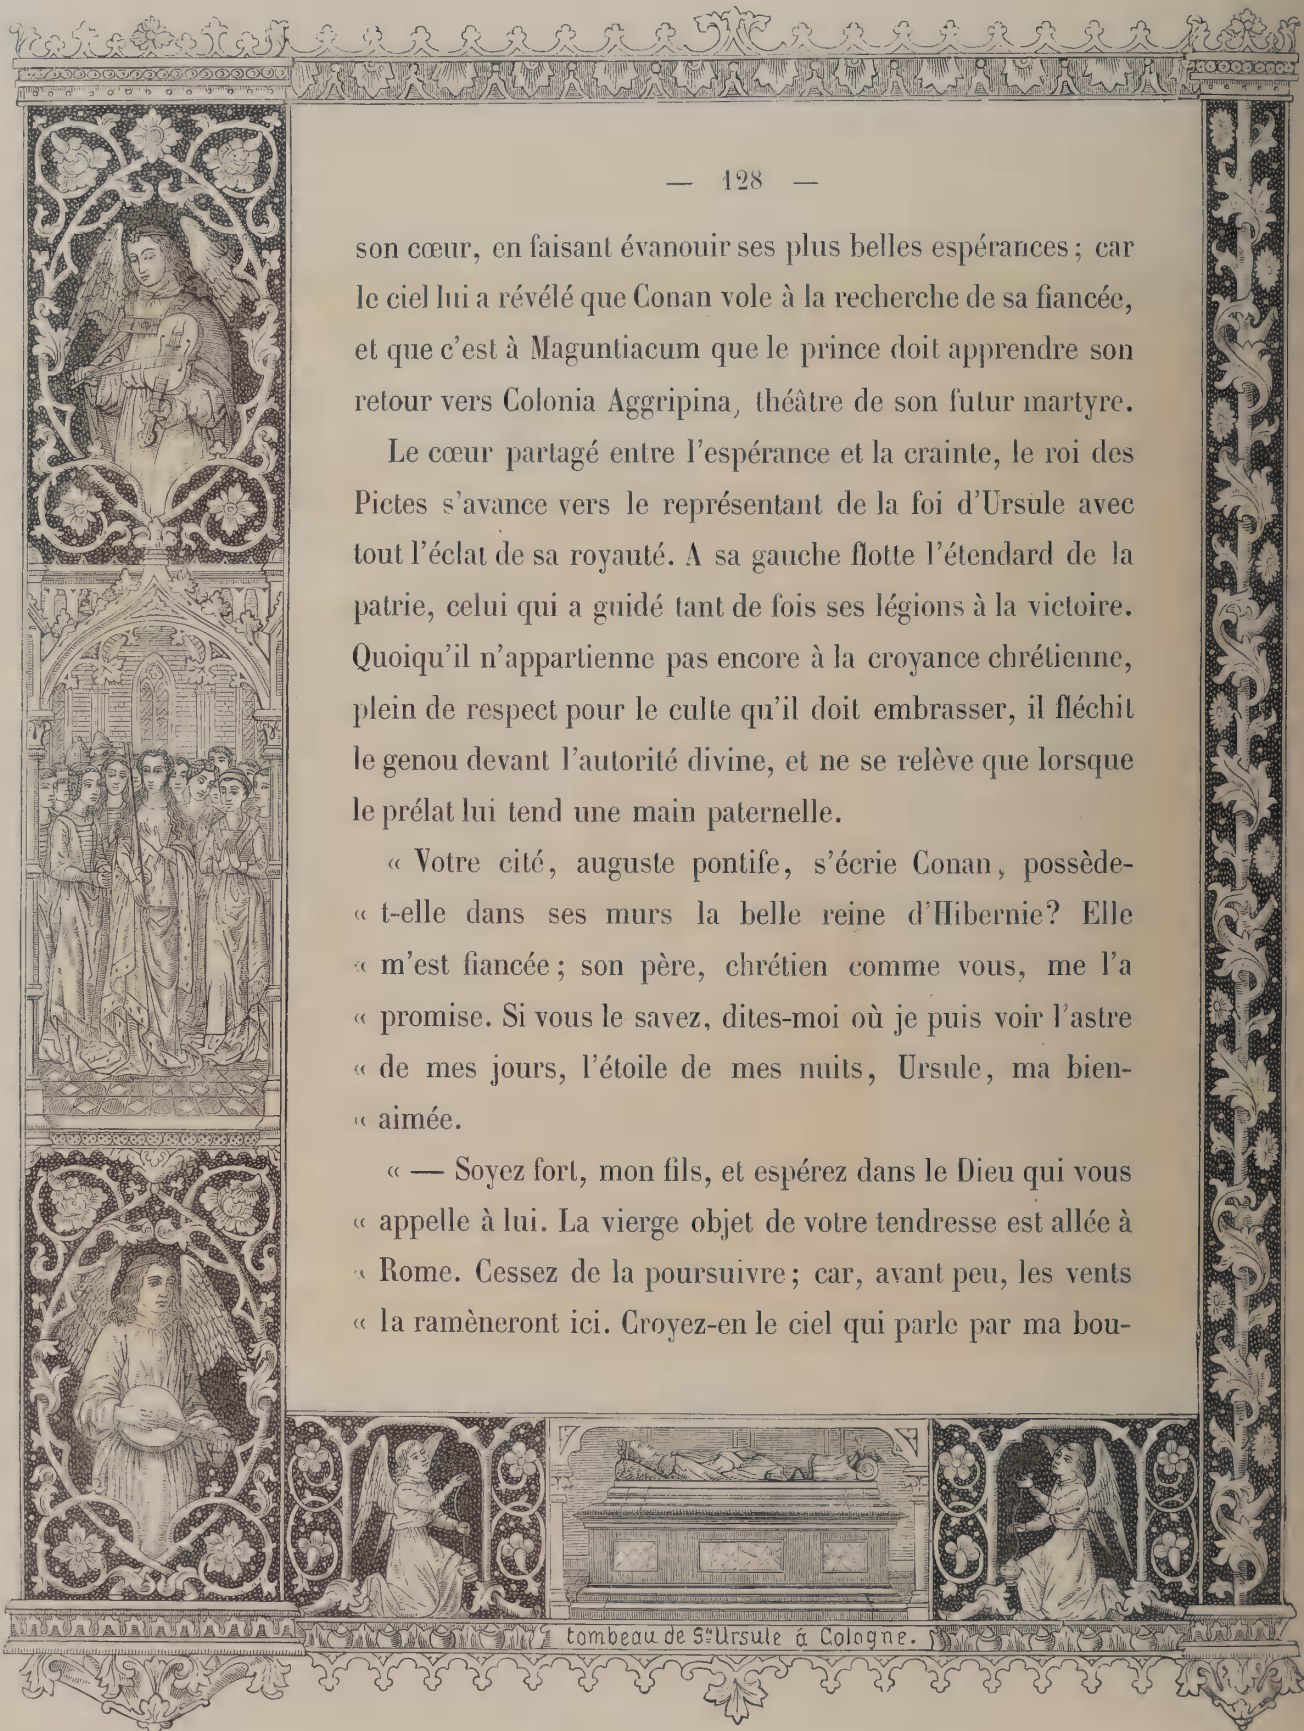 — 128 —
son cœur, en faisant évanouir ses plus belles espérances ; car
le ciel lui a révélé que Conan vole à la recherche de sa fiancée,
et que c'est à Maguntiacum que le prince doit apprendre son
retour vers Colonia Aggripina, théâtre de son futur martyre.
Le cœur partagé entre l'espérance et la crainte, le roi des
Pictes s'avance vers le représentant de la foi d'Ursule avec
tout l'éclat de sa royauté. A sa gauche flotte l'étendard de la
patrie, celui qui a guidé tant de fois ses légions à la victoire.
Quoiqu'il n'appartienne pas encore à la croyance chrétienne,
plein de respect pour le culte qu'il doit embrasser, il fléchit
le genou devant l'autorité divine, et ne se relève que lorsque
le prélat lui tend une main paternelle.
« Votre cité, auguste pontife, s'écrie Conan, possède-
« t-elle dans ses murs la belle reine d'Hibernie? Elle
« m'est fiancée ; son père, chrétien comme vous, me l'a
« promise. Si vous le savez, dites-moi où je puis voir l'astre
« de mes jours, l'étoile de mes nuits, Ursule, ma bien-
« aimée.
« — Soyez fort, mon fils, et espérez dans le Dieu qui vous
« appelle à lui. La vierge objet de votre tendresse est allée à
« Rome. Cessez de la poursuivre ; car, avant peu, les vents
« la ramèneront ici. Croyez-en le ciel qui parle par ma bou-
tombeau de Ste Ursule à Cologne.